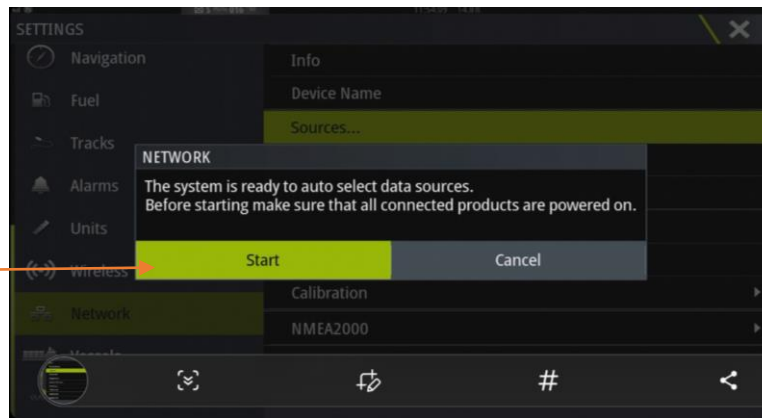 SETTINGS
Navigation
Fuel
Tracks
Alarms
Units
Wireless
Network
Vessels
Info
Device Name
Sources...
NETWORK
The system is ready to auto select data sources.
Before starting make sure that all connected products are powered on.
Start
Cancel
Calibration
NMEA2000
#